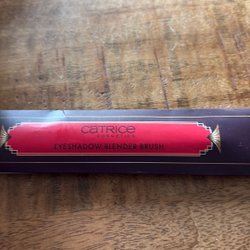 CATRICE
COSMETICS
EYESHADOW BLENDER BRUSH